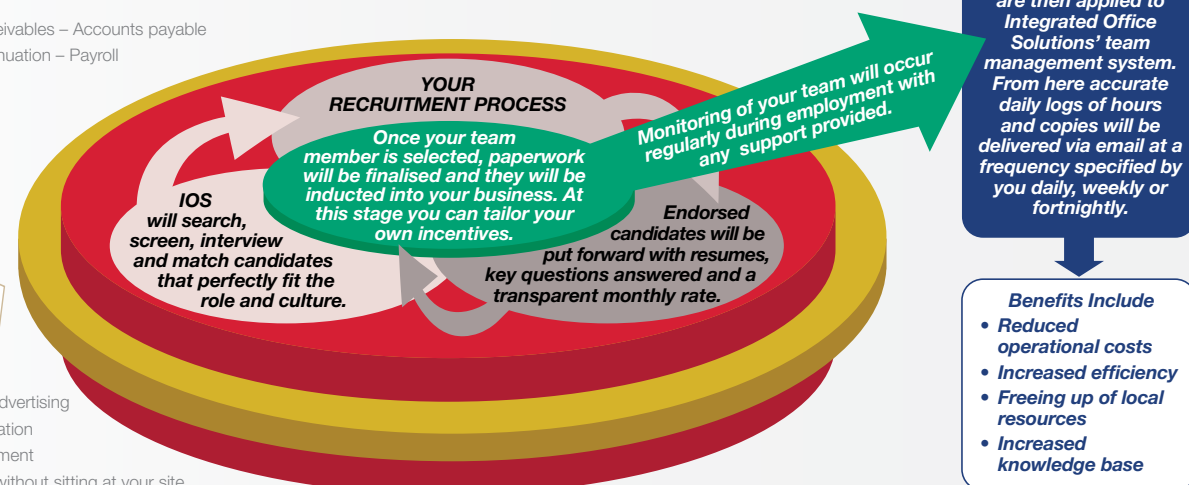 – Accounts payable
– Payroll
YOUR
RECRUITMENT PROCESS
Once your team
member is selected, paperwork
will be finalised and they will be
inducted into your business. At
this stage you can tailor your
own incentives.
IOS
will search,
screen, interview
and match candidates
that perfectly fit the
role and culture.
Endorsed
candidates will be
put forward with resumes,
key questions answered and a
transparent monthly rate.
Monitoring of your team will occur
regularly during employment with
any support provided.
are then applied to
Integrated Office
Solutions’ team
management system.
From here accurate
daily logs of hours
and copies will be
delivered via email at a
frequency specified by
you daily, weekly or
fortnightly.
Benefits Include
• Reduced
operational costs
• Increased efficiency
• Freeing up of local
resources
• Increased
knowledge base
without sitting at your site